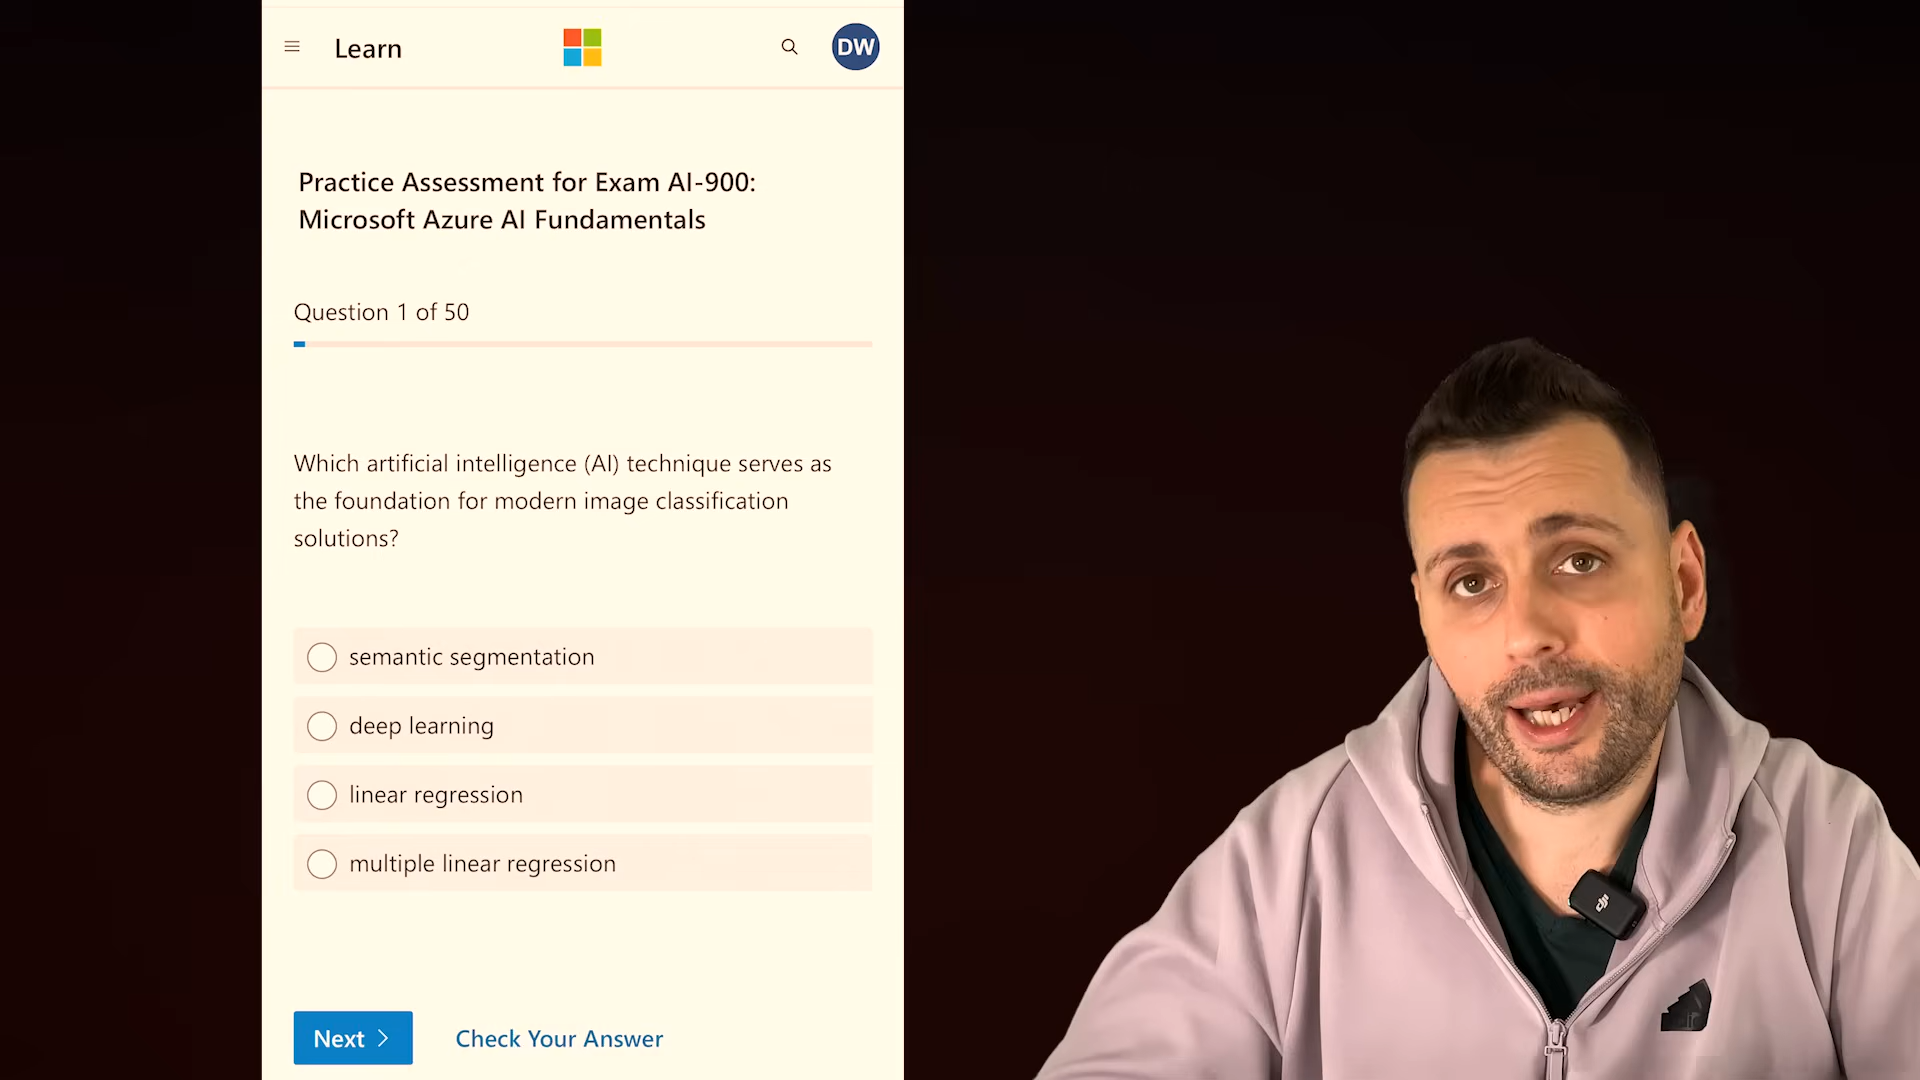 Learn
DW
Practice Assessment for Exam AI-900:
Microsoft Azure AI Fundamentals
Question 1 of 50
Which artificial intelligence (AI) technique serves as
the foundation for modern image classification
solutions?
semantic segmentation
deep learning
linear regression
multiple linear regression
Next
Check Your Answer
dji